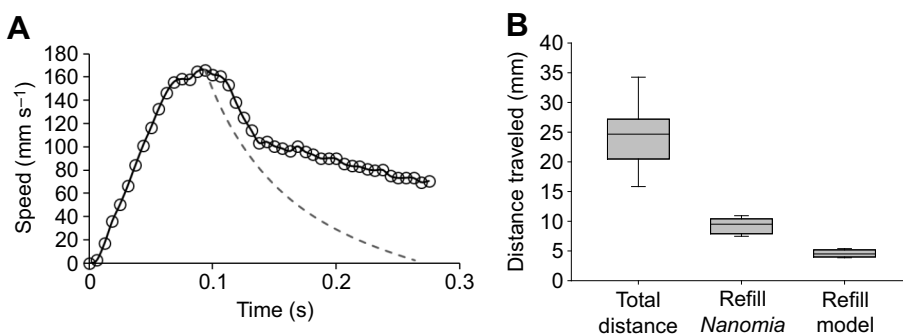 A
180
160
140
120
100
80
60
40
20
0
Speed (mm s⁻¹)
0
0.1
0.2
0.3
Time (s)
B
40
35
30
25
20
15
10
5
0
Distance traveled (mm)
Total
distance
Refill
Nanomia
Refill
model